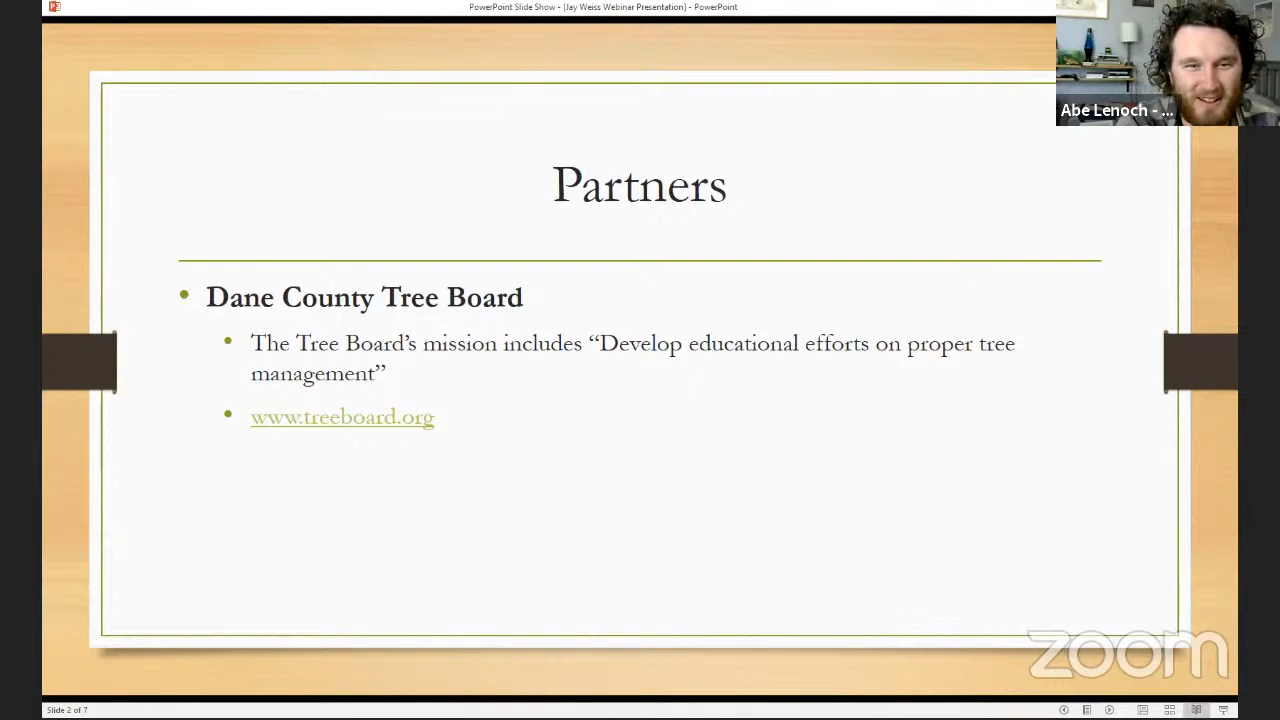 PowerPoint Slide Show - [Jay Weiss Webinar Presentation] - PowerPoint
Abe Lenoch - ...
Partners
Dane County Tree Board
The Tree Board's mission includes “Develop educational efforts on proper tree
management”
www.treeboard.org
zoom
Slide 2 of 7